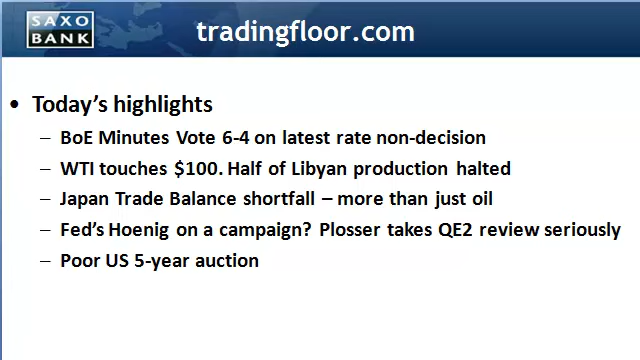 SAXO
BANK
tradingfloor.com
• Today's highlights
– BoE Minutes Vote 6-4 on latest rate non-decision
– WTI touches $100. Half of Libyan production halted
– Japan Trade Balance shortfall – more than just oil
– Fed's Hoenig on a campaign? Plosser takes QE2 review seriously
– Poor US 5-year auction